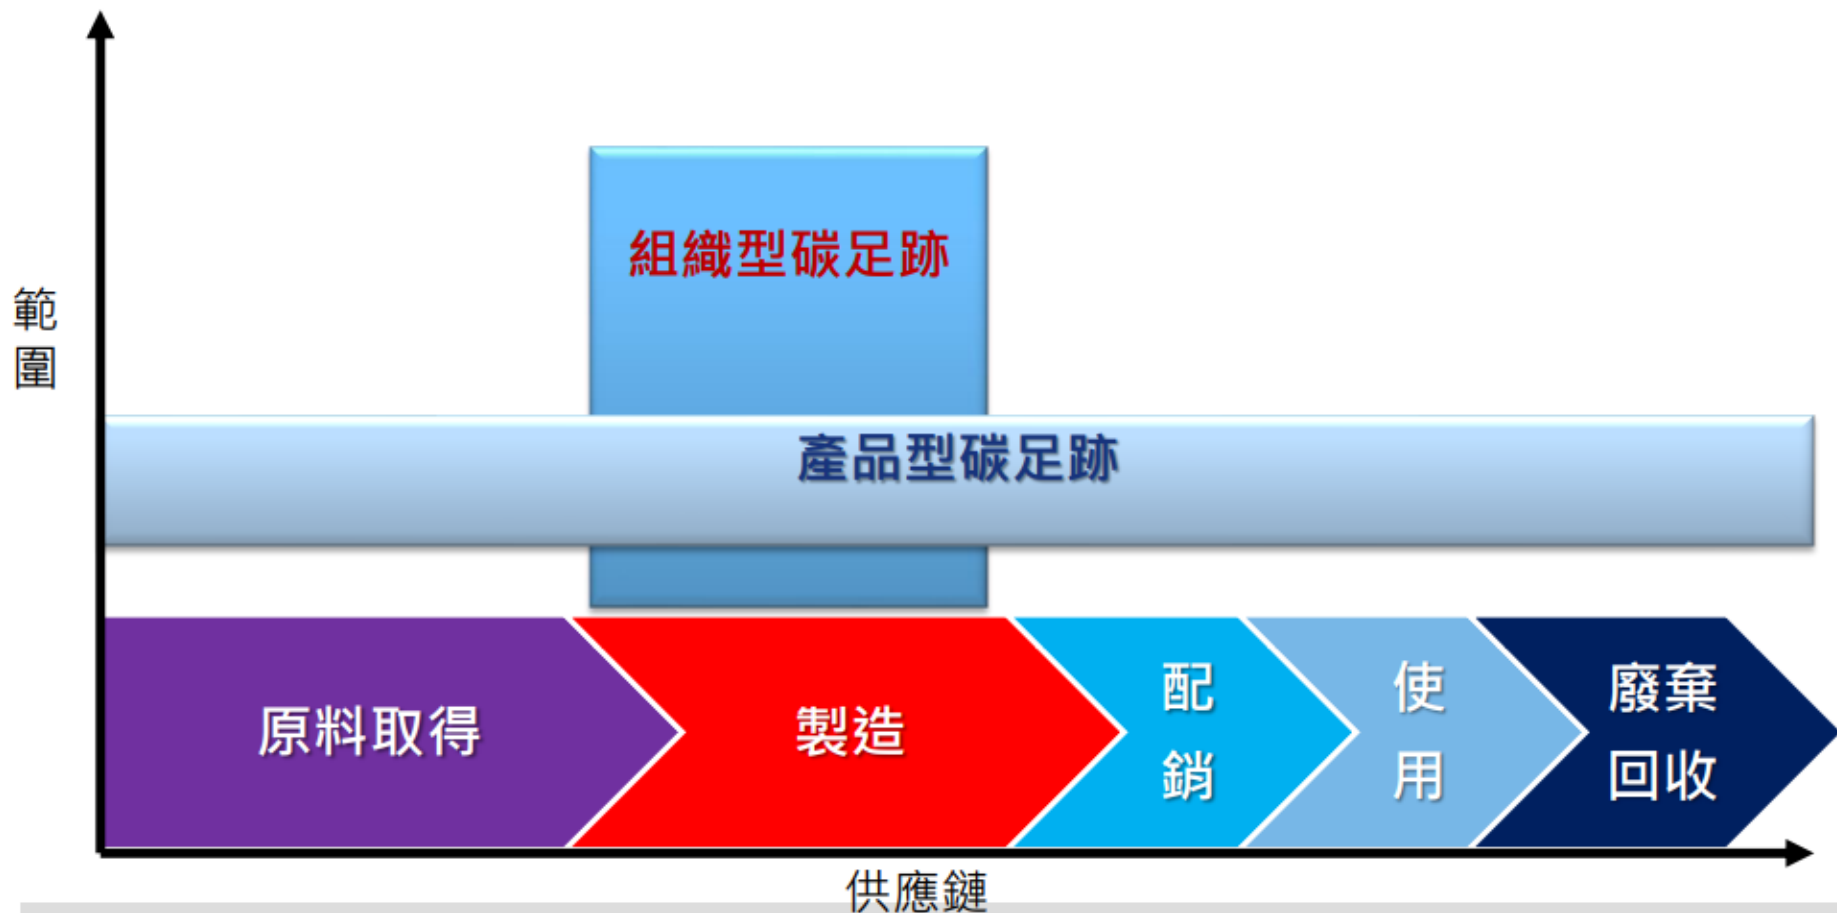 範
圍
組織型碳足跡
產品型碳足跡
原料取得
製造
配
銷
使
用
廢棄
回收
供應鏈